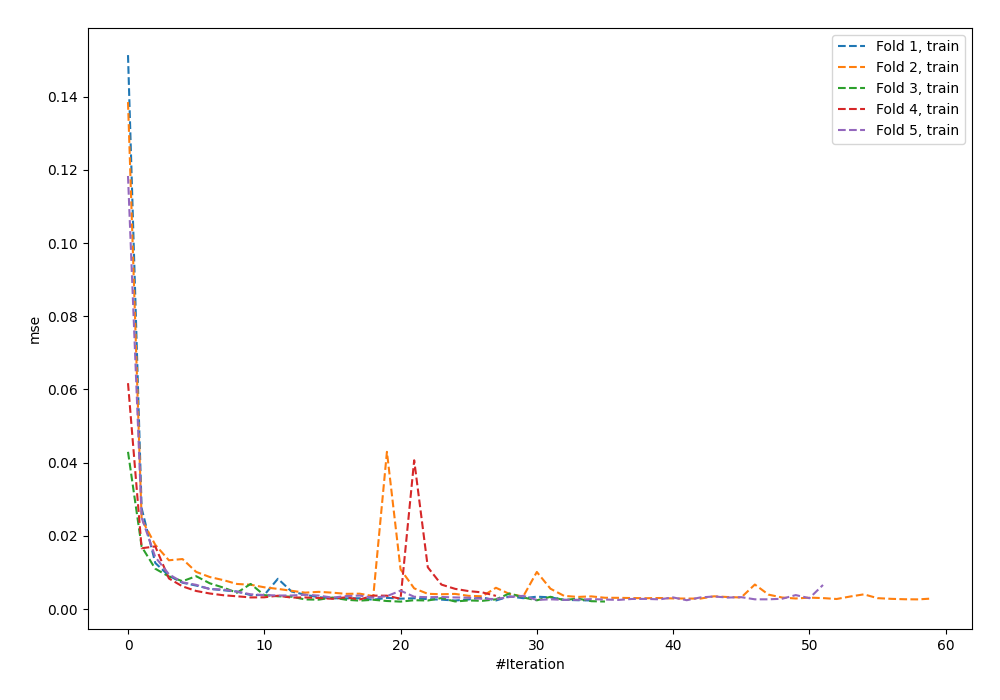 0.14
0.12
0.10
0.08
0.06
0.04
0.02
0.00
mse
0 10 20 30 40 50 60
#Iteration
Fold 1, train
Fold 2, train
Fold 3, train
Fold 4, train
Fold 5, train